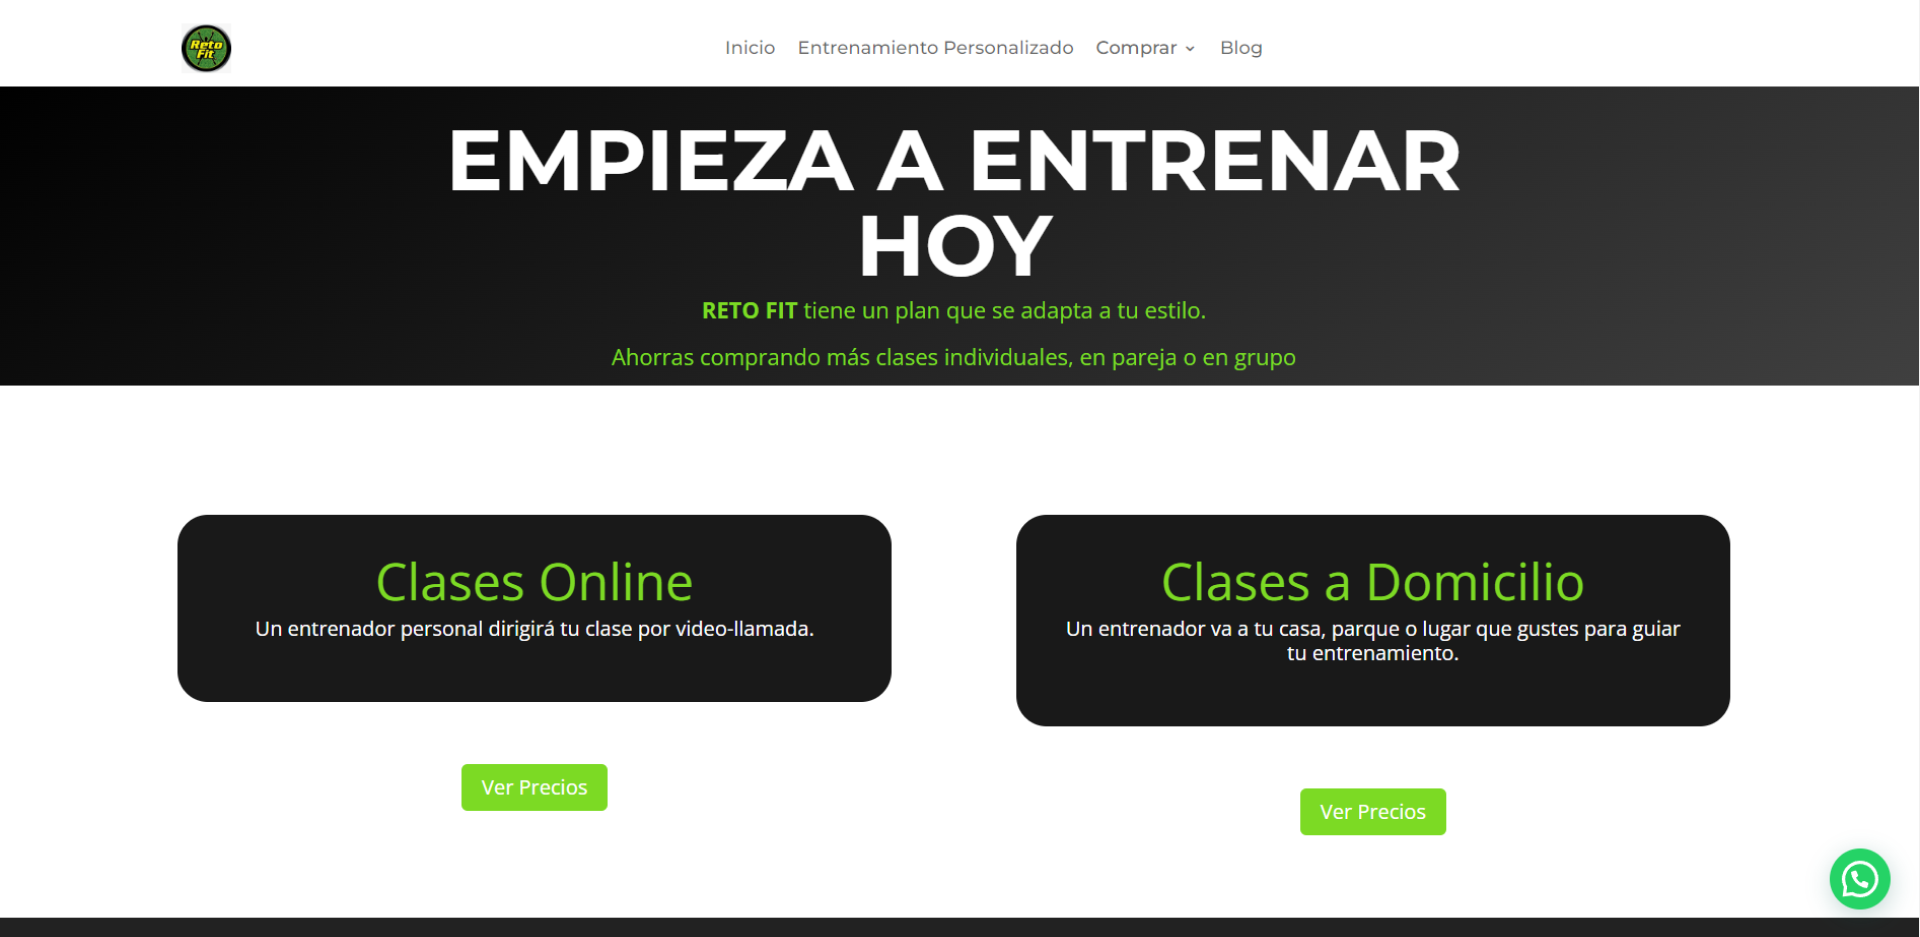 Reto
Fit
Inicio Entrenamiento Personalizado Comprar Blog
EMPIEZA A ENTRENAR
HOY
RETO FIT tiene un plan que se adapta a tu estilo.
Ahorras comprando más clases individuales, en pareja o en grupo
Clases Online
Un entrenador personal dirigirá tu clase por video-llamada.
Ver Precios
Clases a Domicilio
Un entrenador va a tu casa, parque o lugar que gustes para guiar
tu entrenamiento.
Ver Precios